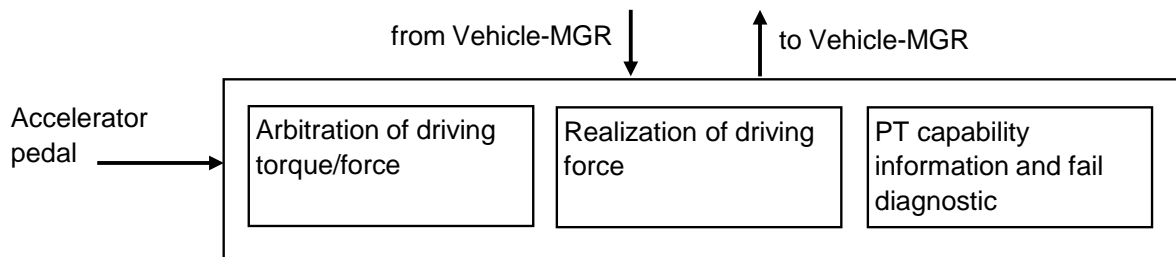 from Vehicle-MGR
to Vehicle-MGR
Accelerator
pedal
Arbitration of driving
torque/force
Realization of driving
force
PT capability
information and fail
diagnostic